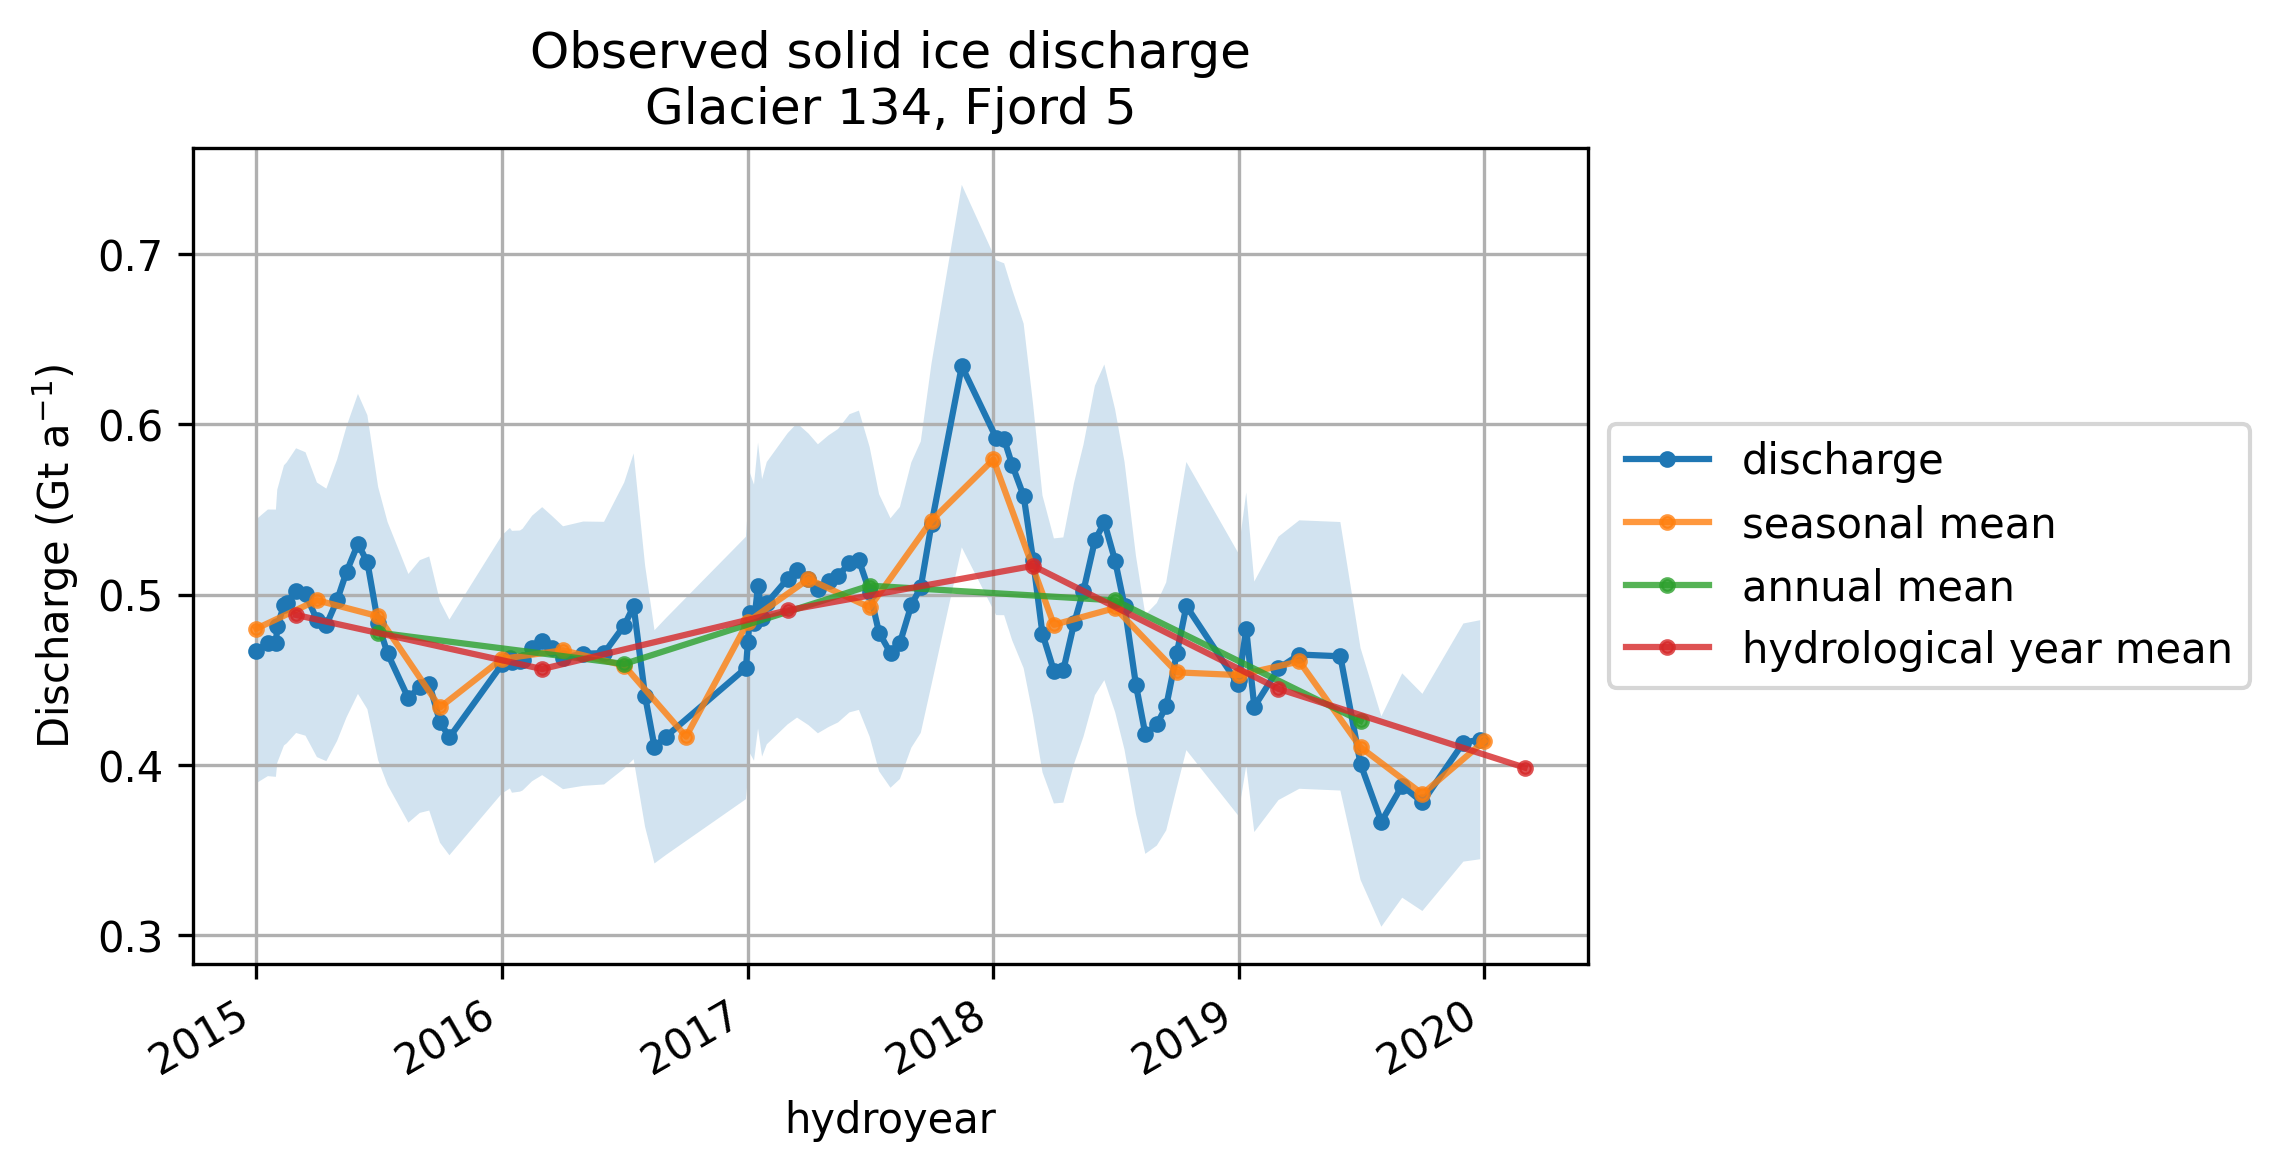 Observed solid ice discharge
Glacier 134, Fjord 5
Discharge (Gt a⁻¹)
0.7
0.6
0.5
0.4
0.3
2015 2016 2017 2018 2019 2020
hydroyear
discharge
seasonal mean
annual mean
hydrological year mean